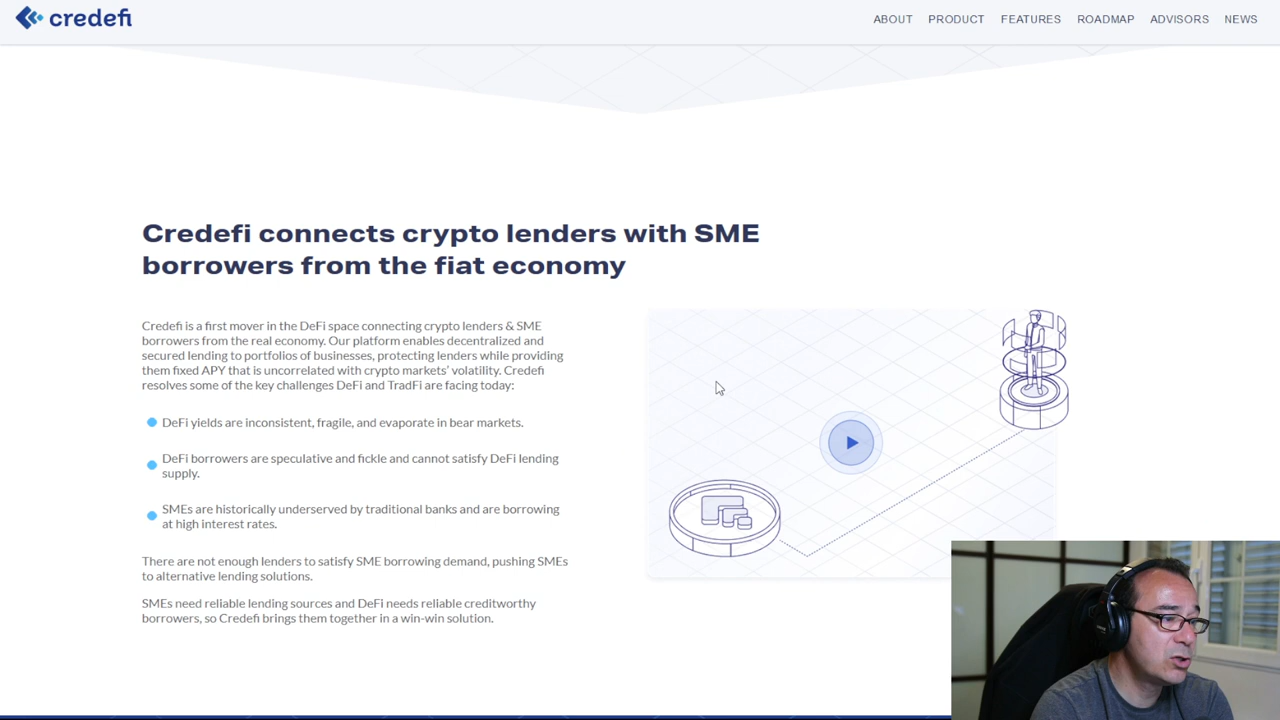 credefi
ABOUT PRODUCT FEATURES ROADMAP ADVISORS NEWS
Credefi connects crypto lenders with SME
borrowers from the fiat economy
Credefi is a first mover in the DeFi space connecting crypto lenders & SME
borrowers from the real economy. Our platform enables decentralized and
secured lending to portfolios of businesses, protecting lenders while providing
them fixed APY that is uncorrelated with crypto markets' volatility. Credefi
resolves some of the key challenges DeFi and TradFi are facing today:
DeFi yields are inconsistent, fragile, and evaporate in bear markets.
DeFi borrowers are speculative and fickle and cannot satisfy DeFi lending
supply.
SMEs are historically underserved by traditional banks and are borrowing
at high interest rates.
There are not enough lenders to satisfy SME borrowing demand, pushing SMEs
to alternative lending solutions.
SMEs need reliable lending sources and DeFi needs reliable creditworthy
borrowers, so Credefi brings them together in a win-win solution.